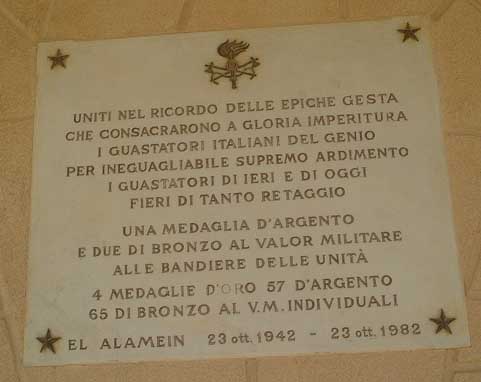 UNITI NEL RICORDO DELLE EPICHE GESTA
CHE CONSACRARONO A GLORIA IMPERITURA
I GUASTATORI ITALIANI DEL GENIO
PER INEGUAGLIABILE SUPREMO ARDIMENTO
I GUASTATORI DI IERI E DI OGGI
FIERI DI TANTO RETAGGIO
UNA MEDAGLIA D'ARGENTO
E DUE DI BRONZO AL VALOR MILITARE
ALLE BANDIERE DELLE UNITÀ
4 MEDAGLIE D'ORO 57 D'ARGENTO
65 DI BRONZO AL V.M. INDIVIDUALI
EL ALAMEIN 23 ott. 1942 - 23 ott. 1982